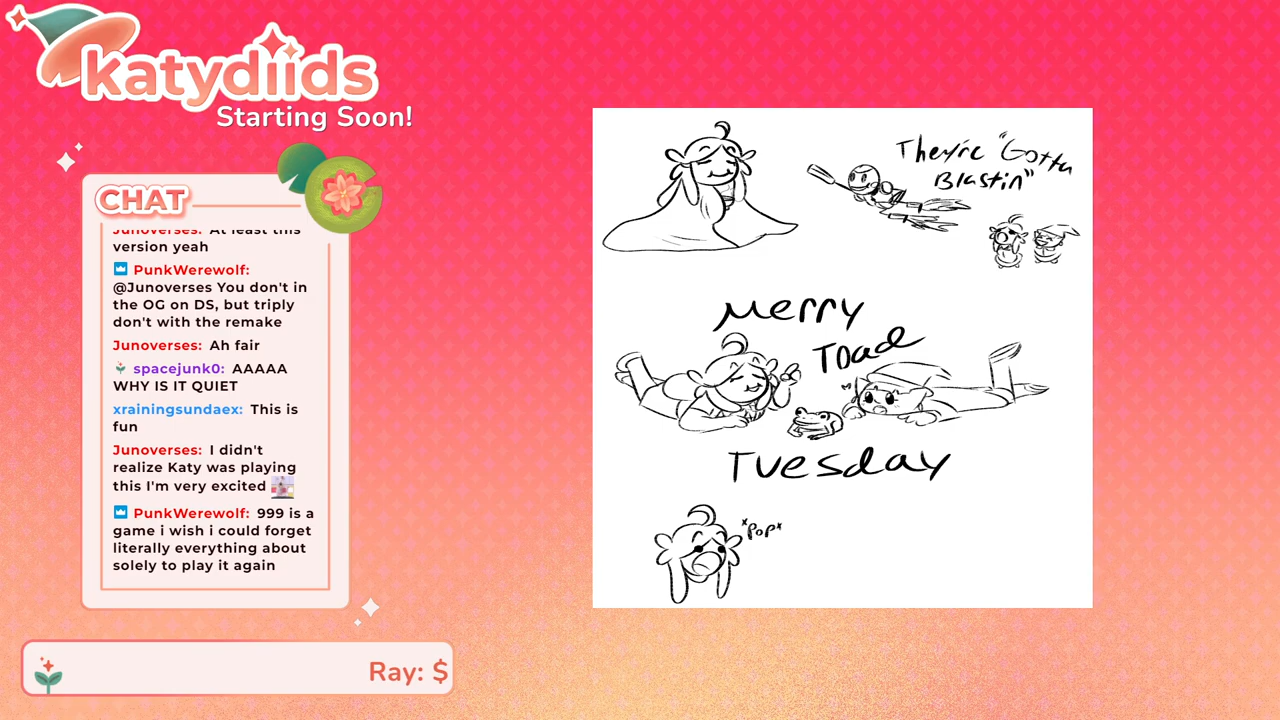 Katydiids
Starting Soon!
CHAT
Junoverses: At least this
version yeah
PunkWerewolf:
@Junoverses You don't in
the OG on DS, but triply
don't with the remake
Junoverses: Ah fair
spacejunk0: AAAAA
WHY IS IT QUIET
xrainingsundaex: This is
fun
Junoverses: I didn't
realize Katy was playing
this I'm very excited
PunkWerewolf: 999 is a
game i wish i could forget
literally everything about
solely to play it again
Ray: $
They're "Gotta
Blastin"
Merry
Toad
Tuesday
*POP*